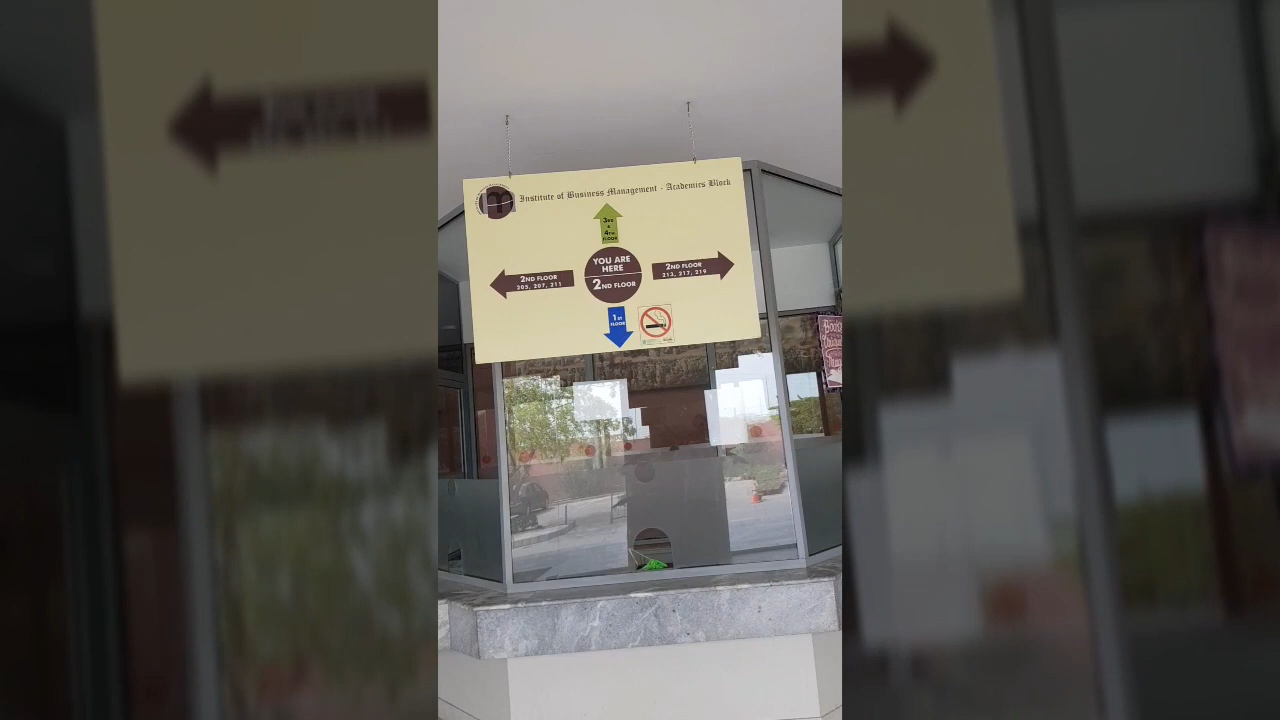 Institute of Business Management - Academics Block
3RD
&
4TH
FLOOR
2ND FLOOR
205, 207, 211
YOU ARE
HERE
2ND FLOOR
2ND FLOOR
213, 217, 219
1ST
FLOOR
Books